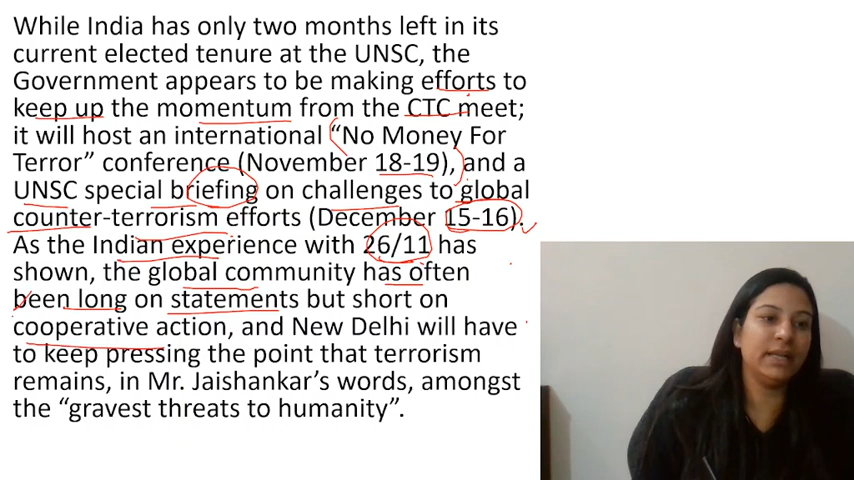 While India has only two months left in its
current elected tenure at the UNSC, the
Government appears to be making efforts to
keep up the momentum from the CTC meet;
it will host an international “No Money For
Terror” conference (November 18-19), and a
UNSC special briefing on challenges to global
counter-terrorism efforts (December 15-16).
As the Indian experience with 26/11 has
shown, the global community has often
been long on statements but short on
cooperative action, and New Delhi will have
to keep pressing the point that terrorism
remains, in Mr. Jaishankar’s words, amongst
the “gravest threats to humanity”.